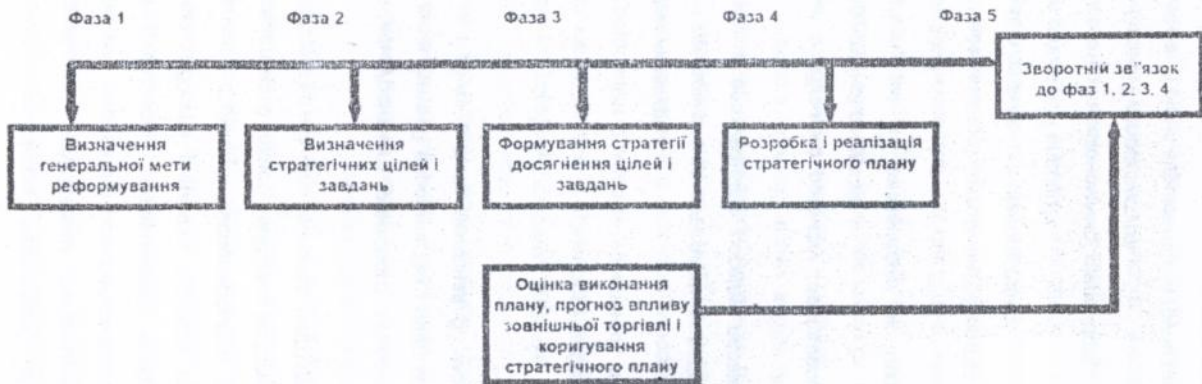 Фаза 1 Фаза 2 Фаза 3 Фаза 4 Фаза 5
Зворотній зв"язок
до фаз 1, 2, 3, 4
Визначення
генеральної мети
реформування
Визначення
стратегічних цілей і
завдань
Формування стратегії
досягнення цілей і
завдань
Розробка і реалізація
стратегічного плану
Оцінка виконання
плану, прогноз впливу
зовнішньої торгівлі і
коригування
стратегічного плану